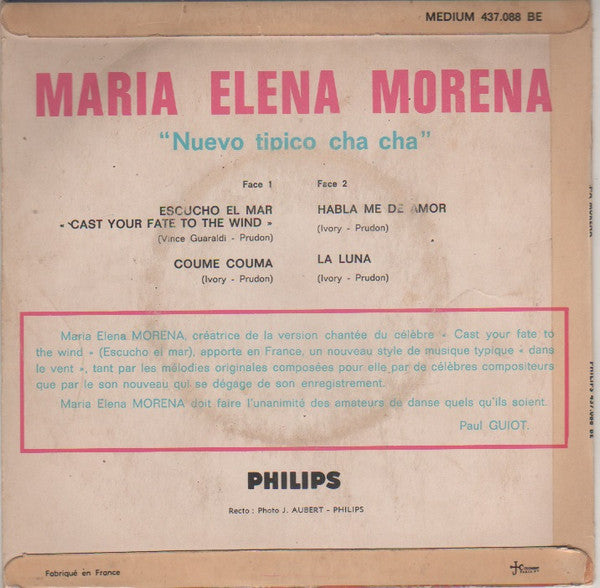 MEDIUM 437.088 BE
MARIA ELENA MORENA
"Nuevo tipico cha cha"
Face 1
ESCUCHO EL MAR
« CAST YOUR FATE TO THE WIND »
(Vince Guaraldi - Prudon)
COUME COUMA
(Ivory - Prudon)
Face 2
HABLA ME DE AMOR
(Ivory - Prudon)
LA LUNA
(Ivory - Prudon)
Maria Elena MORENA, créatrice de la version chantée du célèbre « Cast your fate to
the wind » (Escucho el mar), apporte en France, un nouveau style de musique typique « dans
le vent », tant par les mélodies originales composées pour elle par de célèbres compositeurs
que par le son nouveau qui se dégage de son enregistrement.
Maria Elena MORENA doit faire l'unanimité des amateurs de danse quels qu'ils soient.
Paul GUIOT.
PHILIPS
Recto : Photo J. AUBERT - PHILIPS
Fabriqué en France
PHILIPS 437.088 BE